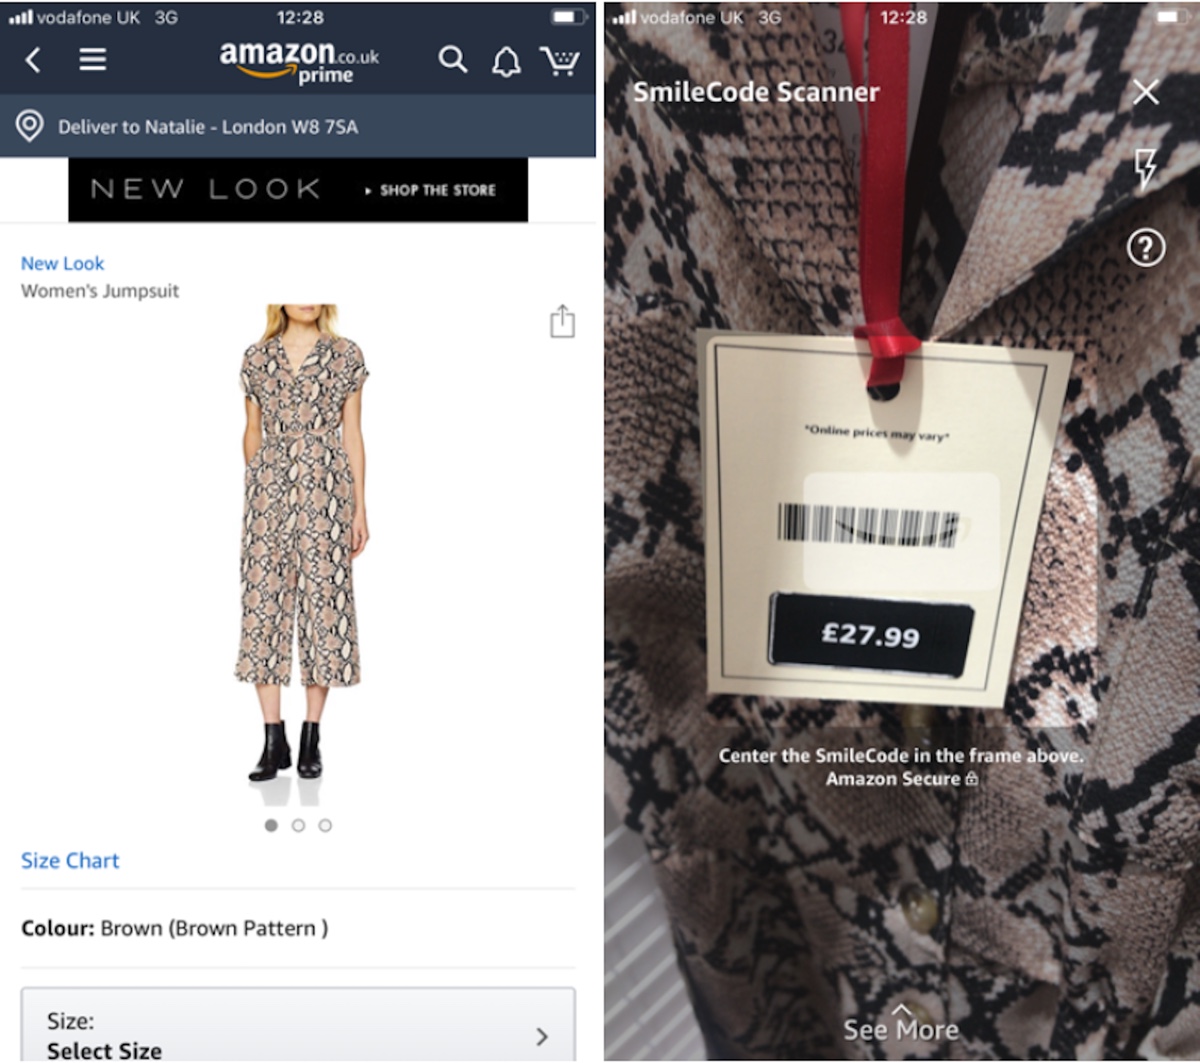 vodafone UK 3G
12:28
amazon.co.uk
prime
Deliver to Natalie - London W8 7SA
NEW LOOK
SHOP THE STORE
New Look
Women's Jumpsuit
Size Chart
Colour: Brown (Brown Pattern )
Size:
Select Size
vodafone UK 3G
12:28
SmileCode Scanner
*Online prices may vary*
£27.99
Center the SmileCode in the frame above.
Amazon Secure
See More